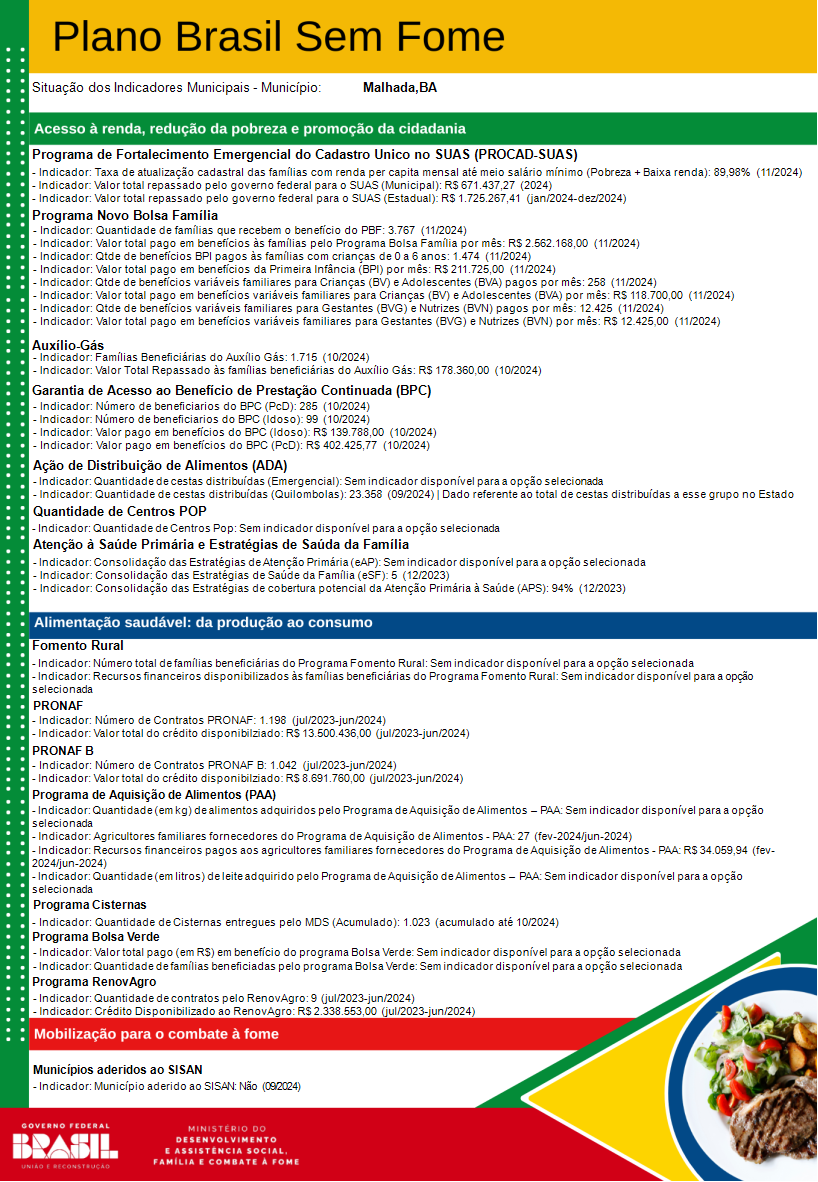 Plano Brasil Sem Fome
Situação dos Indicadores Municipais - Município: Malhada,BA
Acesso à renda, redução da pobreza e promoção da cidadania
Programa de Fortalecimento Emergencial do Cadastro Unico no SUAS (PROCAD-SUAS)
- Indicador: Taxa de atualização cadastral das famílias com renda per capita mensal até meio salário mínimo (Pobreza + Baixa renda): 89,98% (11/2024)
- Indicador: Valor total repassado pelo governo federal para o SUAS (Municipal): R$ 671.437,27 (2024)
- Indicador: Valor total repassado pelo governo federal para o SUAS (Estadual): R$ 1.725.267,41 (jan/2024-dez/2024)
Programa Novo Bolsa Família
- Indicador: Quantidade de famílias que recebem o benefício do PBF: 3.767 (11/2024)
- Indicador: Valor total pago em benefícios às famílias pelo Programa Bolsa Família por mês: R$ 2.562.168,00 (11/2024)
- Indicador: Qtde de benefícios BPI pagos às famílias com crianças de 0 a 6 anos: 1.474 (11/2024)
- Indicador: Valor total pago em benefícios da Primeira Infância (BPI) por mês: R$ 211.725,00 (11/2024)
- Indicador: Qtde de benefícios variáveis familiares para Crianças (BV) e Adolescentes (BVA) pagos por mês: 258 (11/2024)
- Indicador: Valor total pago em benefícios variáveis familiares para Crianças (BV) e Adolescentes (BVA) por mês: R$ 118.700,00 (11/2024)
- Indicador: Qtde de benefícios variáveis familiares para Gestantes (BVG) e Nutrizes (BVN) pagos por mês: 12.425 (11/2024)
- Indicador: Valor total pago em benefícios variáveis familiares para Gestantes (BVG) e Nutrizes (BVN) por mês: R$ 12.425,00 (11/2024)
Auxílio-Gás
- Indicador: Famílias Beneficiárias do Auxílio Gás: 1.715 (10/2024)
- Indicador: Valor Total Repassado às famílias beneficiárias do Auxílio Gás: R$ 178.360,00 (10/2024)
Garantia de Acesso ao Benefício de Prestação Continuada (BPC)
- Indicador: Número de beneficiarios do BPC (PcD): 285 (10/2024)
- Indicador: Número de beneficiarios do BPC (Idoso): 99 (10/2024)
- Indicador: Valor pago em benefícios do BPC (Idoso): R$ 139.788,00 (10/2024)
- Indicador: Valor pago em benefícios do BPC (PcD): R$ 402.425,77 (10/2024)
Ação de Distribuição de Alimentos (ADA)
- Indicador: Quantidade de cestas distribuídas (Emergencial): Sem indicador disponível para a opção selecionada
- Indicador: Quantidade de cestas distribuídas (Quilombolas): 23.358 (09/2024) | Dado referente ao total de cestas distribuídas a esse grupo no Estado
Quantidade de Centros POP
- Indicador: Quantidade de Centros Pop: Sem indicador disponível para a opção selecionada
Atenção à Saúde Primária e Estratégias de Saúda da Família
- Indicador: Consolidação das Estratégias de Atenção Primária (eAP): Sem indicador disponível para a opção selecionada
- Indicador: Consolidação das Estratégias de Saúde da Família (eSF): 5 (12/2023)
- Indicador: Consolidação das Estratégias de cobertura potencial da Atenção Primária à Saúde (APS): 94% (12/2023)
Alimentação saudável: da produção ao consumo
Fomento Rural
- Indicador: Número total de famílias beneficiárias do Programa Fomento Rural: Sem indicador disponível para a opção selecionada
- Indicador: Recursos financeiros disponibilizados às famílias beneficiárias do Programa Fomento Rural: Sem indicador disponível para a opção
selecionada
PRONAF
- Indicador: Número de Contratos PRONAF: 1.198 (jul/2023-jun/2024)
- Indicador: Valor total do crédito disponibilziado: R$ 13.500.436,00 (jul/2023-jun/2024)
PRONAF B
- Indicador: Número de Contratos PRONAF B: 1.042 (jul/2023-jun/2024)
- Indicador: Valor total do crédito disponibilziado: R$ 8.691.760,00 (jul/2023-jun/2024)
Programa de Aquisição de Alimentos (PAA)
- Indicador: Quantidade (em kg) de alimentos adquiridos pelo Programa de Aquisição de Alimentos – PAA: Sem indicador disponível para a opção
selecionada
- Indicador: Agricultores familiares fornecedores do Programa de Aquisição de Alimentos - PAA: 27 (fev-2024/jun-2024)
- Indicador: Recursos financeiros pagos aos agricultores familiares fornecedores do Programa de Aquisição de Alimentos - PAA: R$ 34.059,94 (fev-
2024/jun-2024)
- Indicador: Quantidade (em litros) de leite adquirido pelo Programa de Aquisição de Alimentos – PAA: Sem indicador disponível para a opção
selecionada
Programa Cisternas
- Indicador: Quantidade de Cisternas entregues pelo MDS (Acumulado): 1.023 (acumulado até 10/2024)
Programa Bolsa Verde
- Indicador: Valor total pago (em R$) em benefício do programa Bolsa Verde: Sem indicador disponível para a opção selecionada
- Indicador: Quantidade de famílias beneficiadas pelo programa Bolsa Verde: Sem indicador disponível para a opção selecionada
Programa RenovAgro
- Indicador: Quantidade de contratos pelo RenovAgro: 9 (jul/2023-jun/2024)
- Indicador: Crédito Disponibilizado ao RenovAgro: R$ 2.338.553,00 (jul/2023-jun/2024)
Mobilização para o combate à fome
Municípios aderidos ao SISAN
- Indicador: Município aderido ao SISAN: Não (09/2024)
GOVERNO FEDERAL
BRASIL
UNIÃO E RECONSTRUÇÃO
MINISTÉRIO DO
DESENVOLVIMENTO
E ASSISTÊNCIA SOCIAL,
FAMÍLIA E COMBATE À FOME